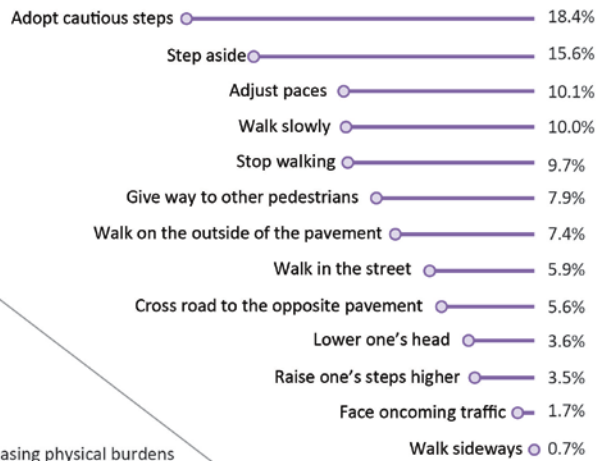 Adopt cautious steps 18.4%
Step aside 15.6%
Adjust paces 10.1%
Walk slowly 10.0%
Stop walking 9.7%
Give way to other pedestrians 7.9%
Walk on the outside of the pavement 7.4%
Walk in the street 5.9%
Cross road to the opposite pavement 5.6%
Lower one's head 3.6%
Raise one's steps higher 3.5%
Face oncoming traffic 1.7%
Walk sideways 0.7%
asing physical burdens